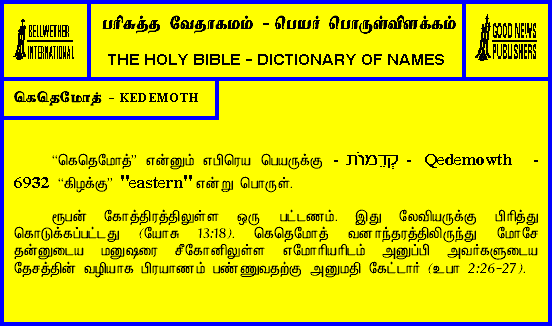 BELLWETHER
INTERNATIONAL
பரிசுத்த வேதாகமம் - பெயர் பொருள்விளக்கம்
THE HOLY BIBLE - DICTIONARY OF NAMES
GOOD NEWS
PUBLISHERS
கெதெமோத் - KEDEMOTH
“கெதெமோத்” என்னும் எபிரெய பெயருக்கு - קְדֵמוֹת - Qedemowth -
6932 “கிழக்கு” "eastern" என்று பொருள்.
ரூபன் கோத்திரத்திலுள்ள ஒரு பட்டணம். இது லேவியருக்கு பிரித்து
கொடுக்கப்பட்டது (யோசு 13:18). கெதெமோத் வனாந்தரத்திலிருந்து மோசே
தன்னுடைய மனுஷரை சீகோனிலுள்ள எமோரியரிடம் அனுப்பி அவர்களுடைய
தேசத்தின் வழியாக பிரயாணம் பண்ணுவதற்கு அனுமதி கேட்டார் (உபா 2:26-27).